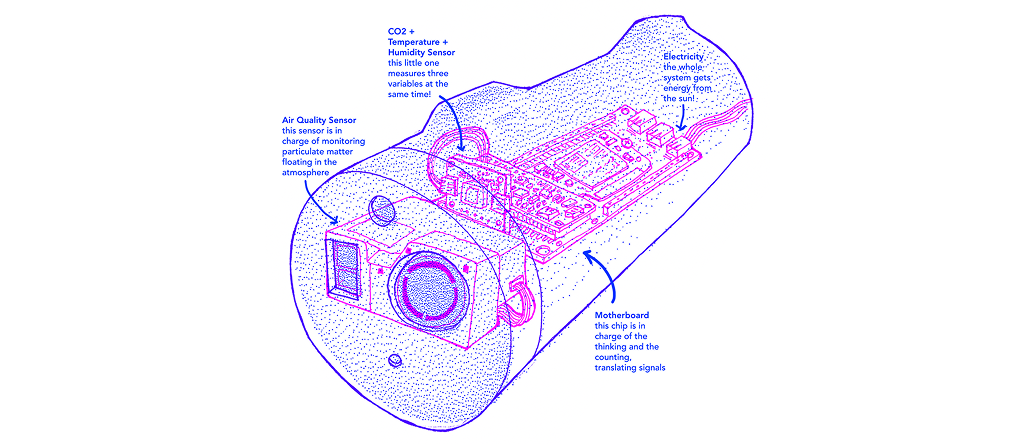 CO2 +
Temperature +
Humidity Sensor
this little one
measures three
variables at the
same time!
Electricity
the whole
system gets
energy from
the sun!
Air Quality Sensor
this sensor is in
charge of monitoring
particulate matter
floating in the
atmosphere
Motherboard
this chip is in
charge of the
thinking and the
counting,
translating signals